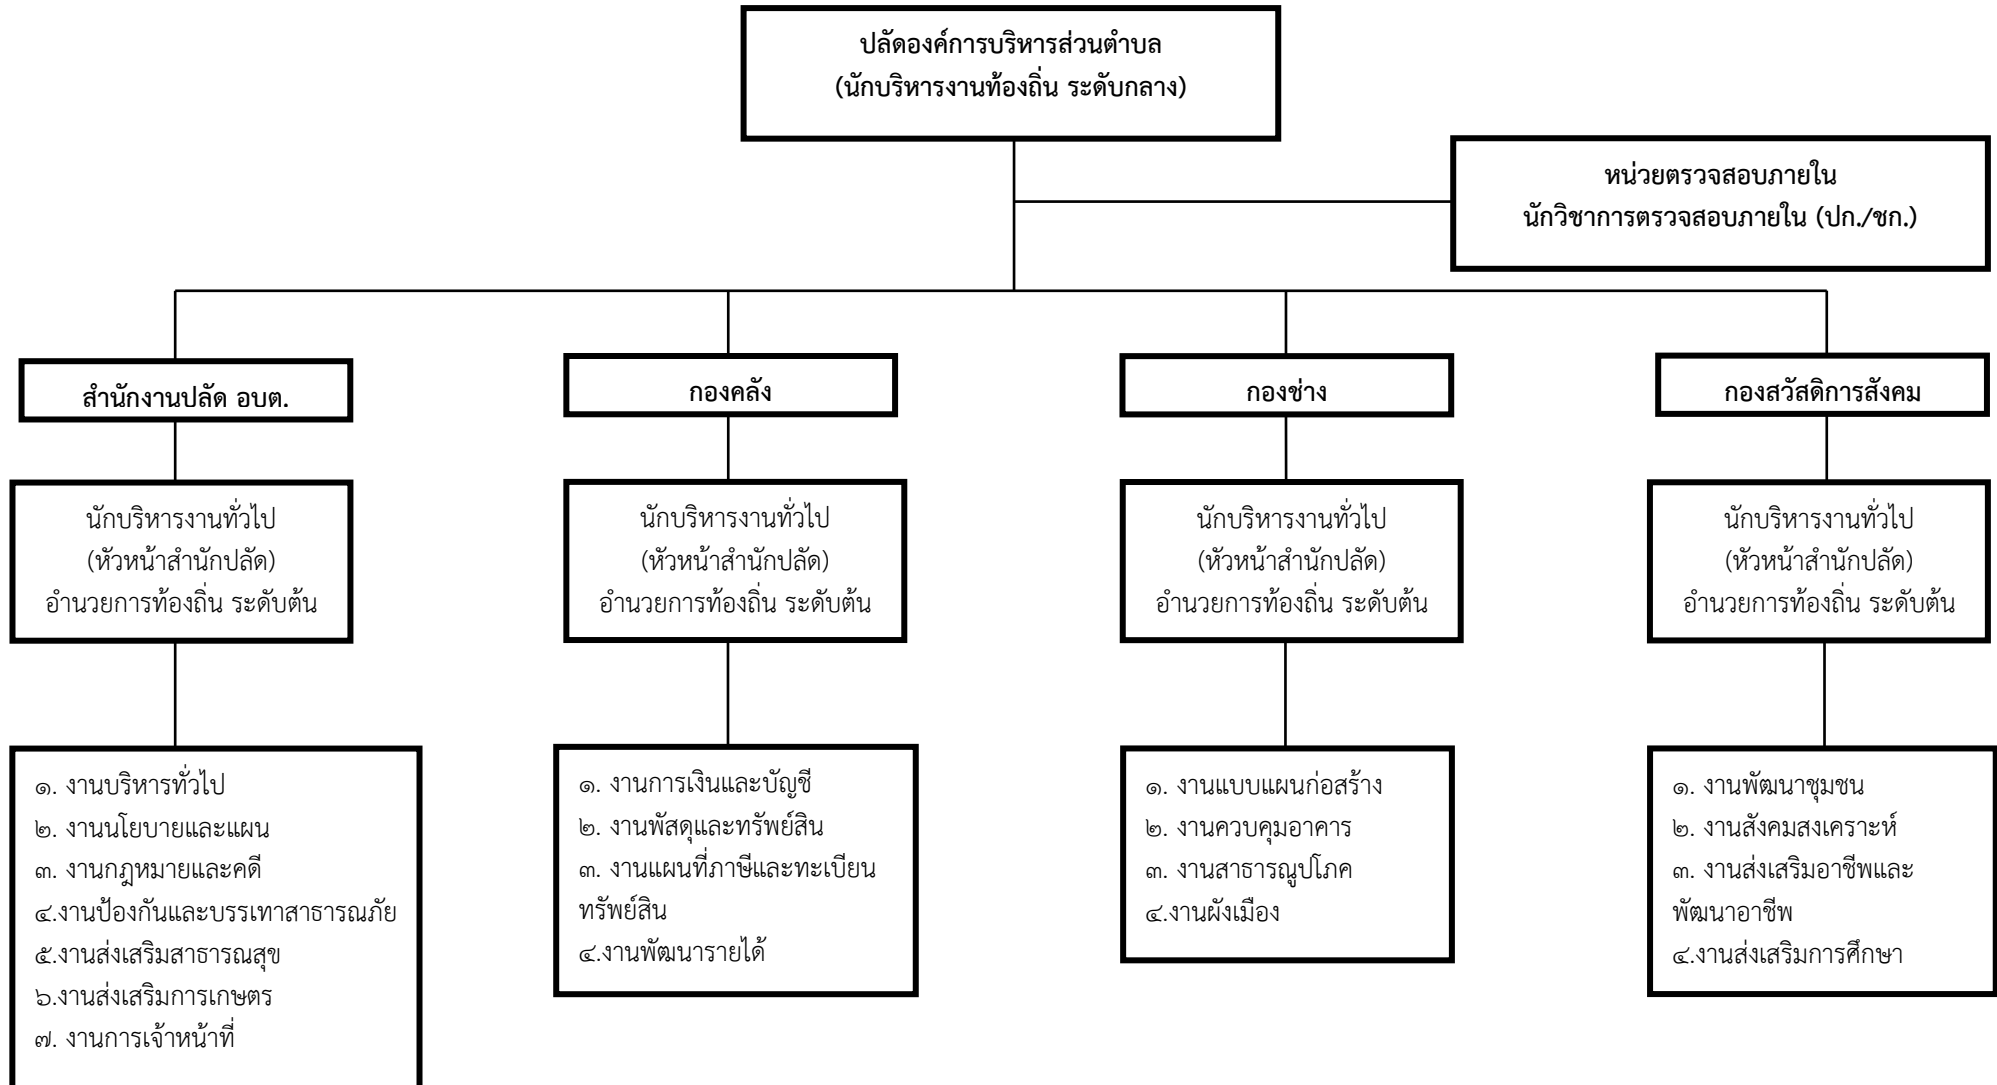 ปลัดองค์การบริหารส่วนตำบล
(นักบริหารงานท้องถิ่น ระดับกลาง)
หน่วยตรวจสอบภายใน
นักวิชาการตรวจสอบภายใน (ปก./ชก.)
สำนักงานปลัด อบต.
นักบริหารงานทั่วไป
(หัวหน้าสำนักปลัด)
อำนวยการท้องถิ่น ระดับต้น
๑. งานบริหารทั่วไป
๒. งานนโยบายและแผน
๓. งานกฎหมายและคดี
๔.งานป้องกันและบรรเทาสาธารณภัย
๕.งานส่งเสริมสาธารณสุข
๖.งานส่งเสริมการเกษตร
๗. งานการเจ้าหน้าที่
กองคลัง
นักบริหารงานทั่วไป
(หัวหน้าสำนักปลัด)
อำนวยการท้องถิ่น ระดับต้น
๑. งานการเงินและบัญชี
๒. งานพัสดุและทรัพย์สิน
๓. งานแผนที่ภาษีและทะเบียน
ทรัพย์สิน
๔.งานพัฒนารายได้
กองช่าง
นักบริหารงานทั่วไป
(หัวหน้าสำนักปลัด)
อำนวยการท้องถิ่น ระดับต้น
๑. งานแบบแผนก่อสร้าง
๒. งานควบคุมอาคาร
๓. งานสาธารณูปโภค
๔.งานผังเมือง
กองสวัสดิการสังคม
นักบริหารงานทั่วไป
(หัวหน้าสำนักปลัด)
อำนวยการท้องถิ่น ระดับต้น
๑. งานพัฒนาชุมชน
๒. งานสังคมสงเคราะห์
๓. งานส่งเสริมอาชีพและ
พัฒนาอาชีพ
๔.งานส่งเสริมการศึกษา